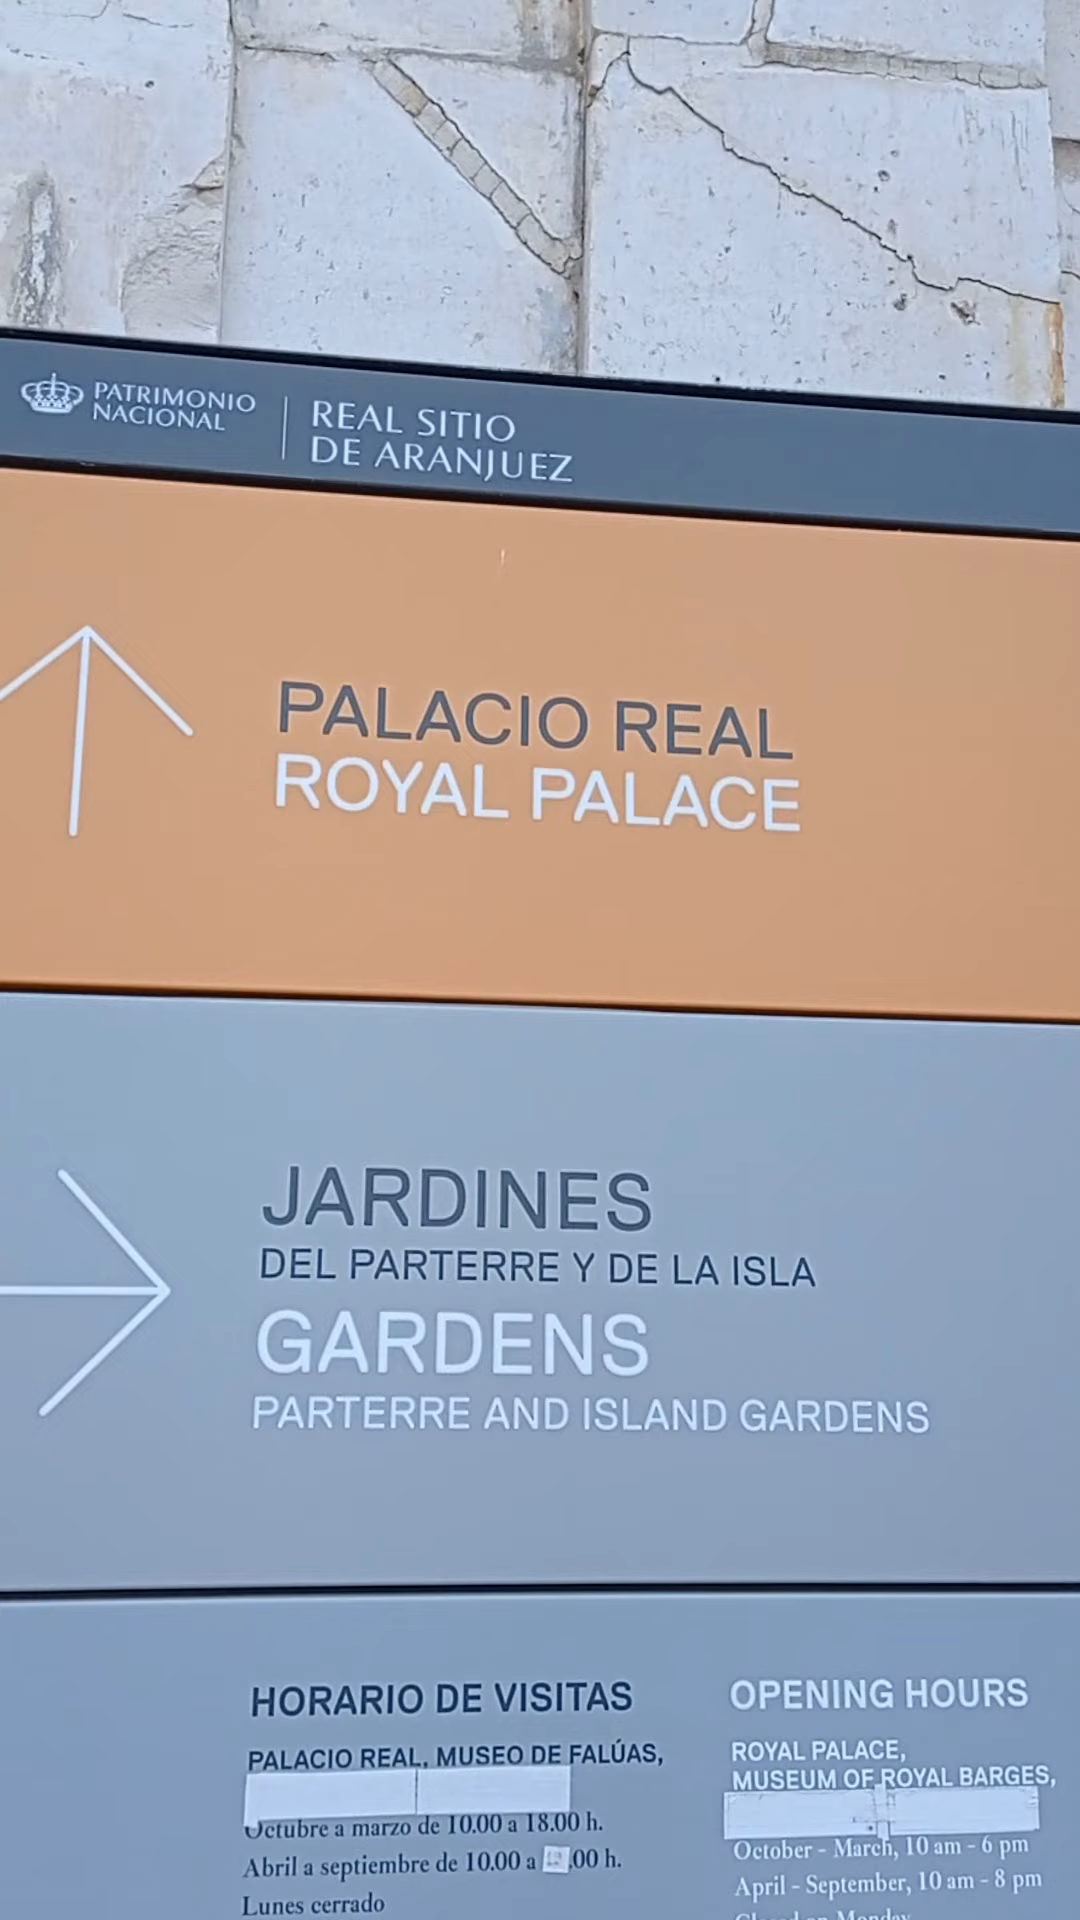 PATRIMONIO
NACIONAL
REAL SITIO
DE ARANJUEZ
PALACIO REAL
ROYAL PALACE
JARDINES
DEL PARTERRE Y DE LA ISLA
GARDENS
PARTERRE AND ISLAND GARDENS
HORARIO DE VISITAS
PALACIO REAL, MUSEO DE FALÚAS,
Octubre a marzo de 10.00 a 18.00 h.
Abril a septiembre de 10.00 a .00 h.
Lunes cerrado
OPENING HOURS
ROYAL PALACE,
MUSEUM OF ROYAL BARGES,
October - March, 10 am - 6 pm
April - September, 10 am - 8 pm
Closed on Monday